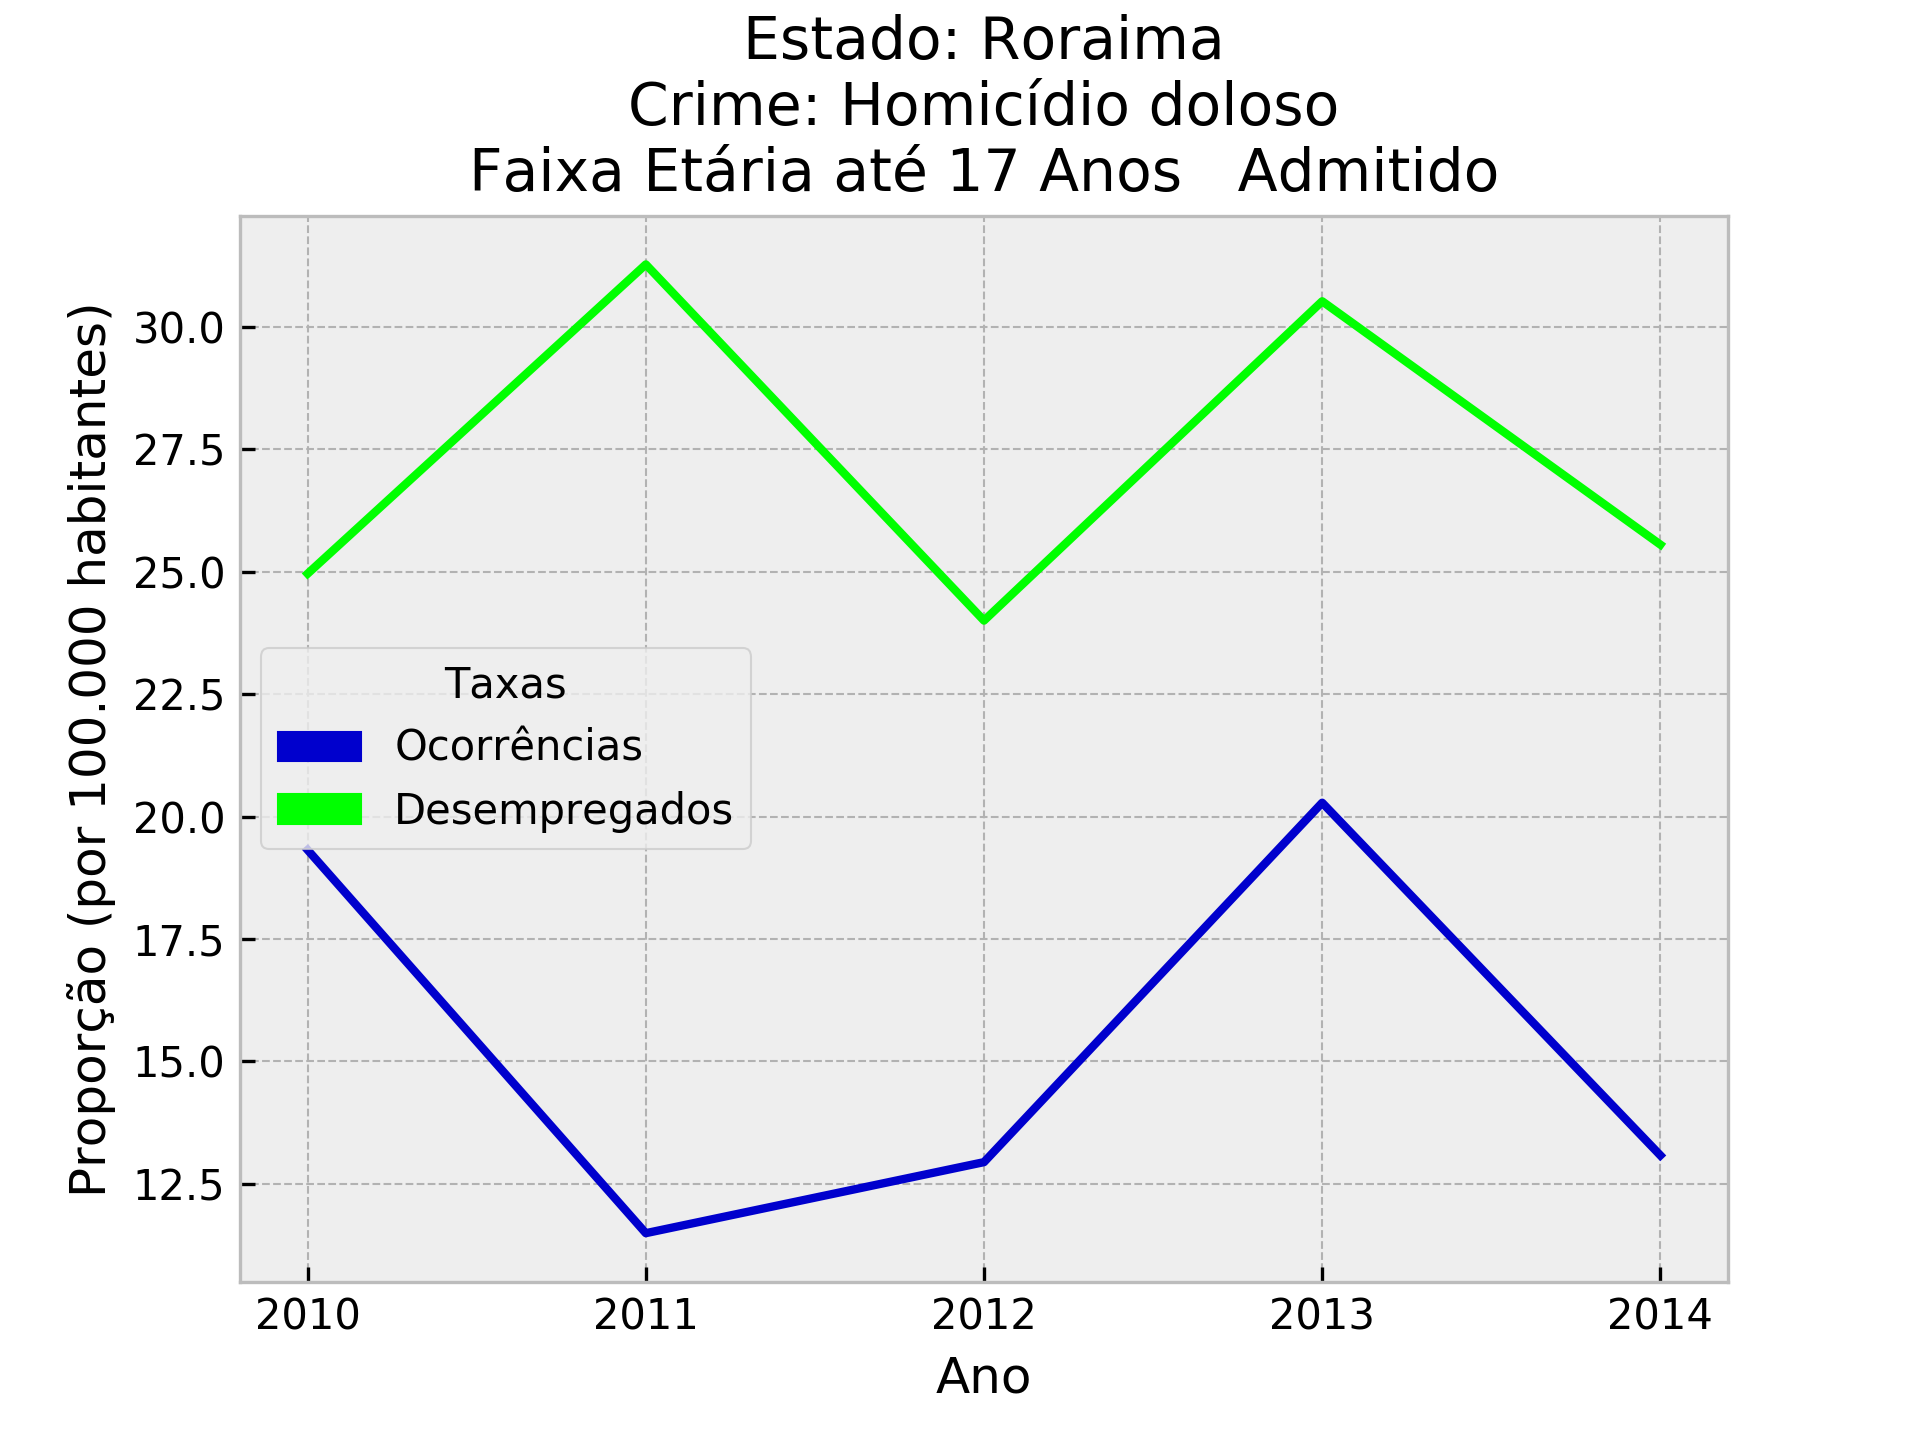 Estado: Roraima
Crime: Homicídio doloso
Faixa Etária até 17 Anos   Admitido
Proporção (por 100.000 habitantes)
30.0
27.5
25.0
22.5
20.0
17.5
15.0
12.5
Taxas
Ocorrências
Desempregados
2010 2011 2012 2013 2014
Ano